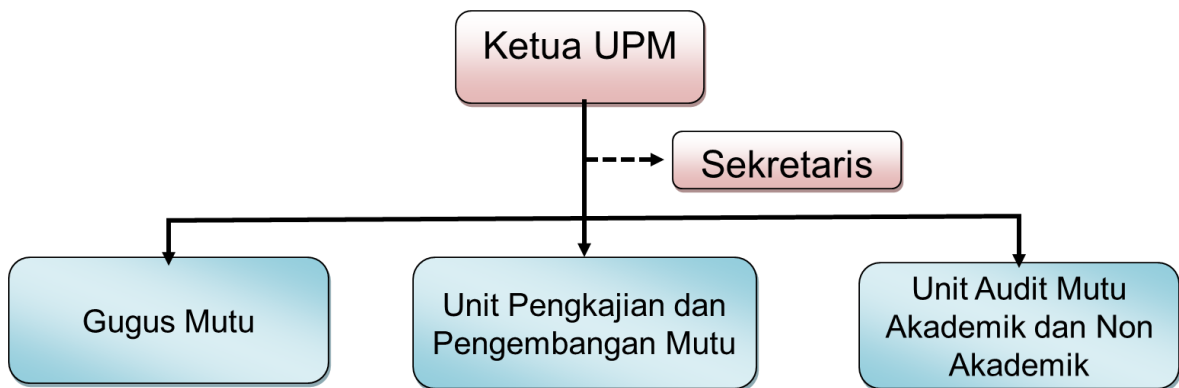 Ketua UPM
Sekretaris
Gugus Mutu
Unit Pengkajian dan
Pengembangan Mutu
Unit Audit Mutu
Akademik dan Non
Akademik